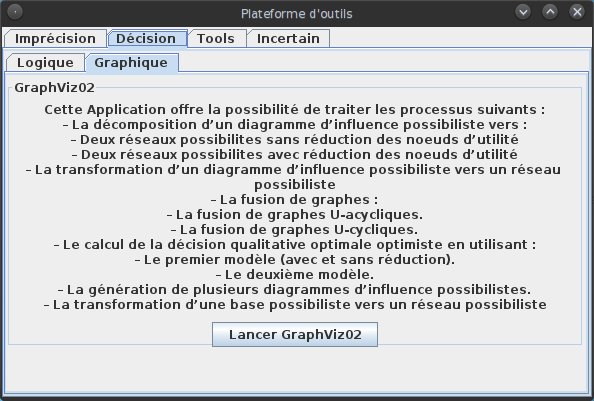 Plateforme d'outils
Imprécision Décision Tools Incertain
Logique Graphique
GraphViz02
Cette Application offre la possibilité de traiter les processus suivants :
– La décomposition d’un diagramme d’influence possibiliste vers :
– Deux réseaux possibilites sans réduction des noeuds d’utilité
– Deux réseaux possibilites avec réduction des noeuds d’utilité
– La transformation d’un diagramme d’influence possibiliste vers un réseau
possibiliste
– La fusion de graphes :
– La fusion de graphes U-acycliques.
– La fusion de graphes U-cycliques.
– Le calcul de la décision qualitative optimale optimiste en utilisant :
– Le premier modèle (avec et sans réduction).
– Le deuxième modèle.
– La génération de plusieurs diagrammes d’influence possibilistes.
– La transformation d’une base possibiliste vers un réseau possibiliste
Lancer GraphViz02